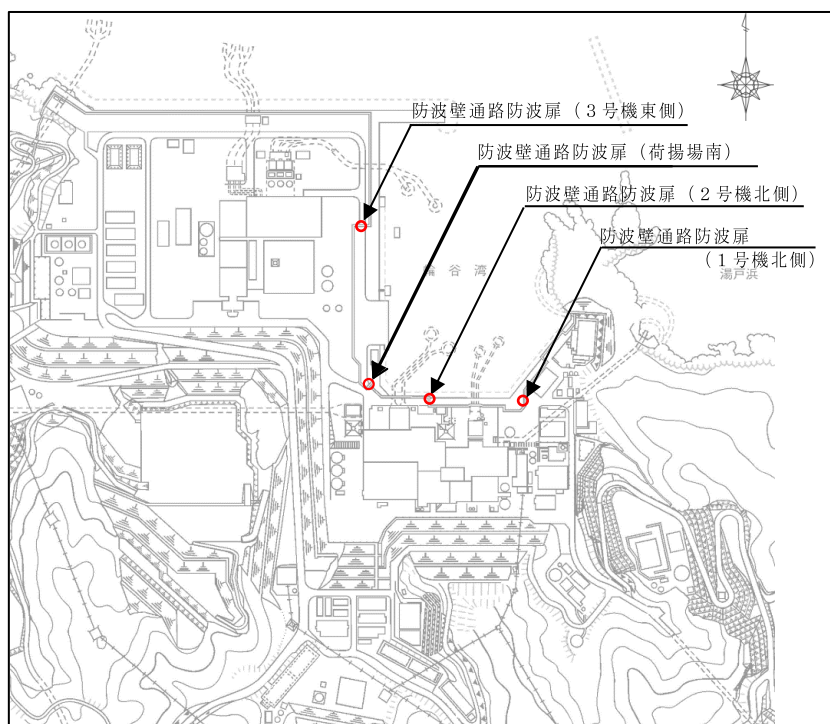 防波壁通路防波扉(3号機東側)
防波壁通路防波扉(荷揚場南)
防波壁通路防波扉(2号機北側)
防波壁通路防波扉
(1号機北側)
輪谷湾
湯戸浜